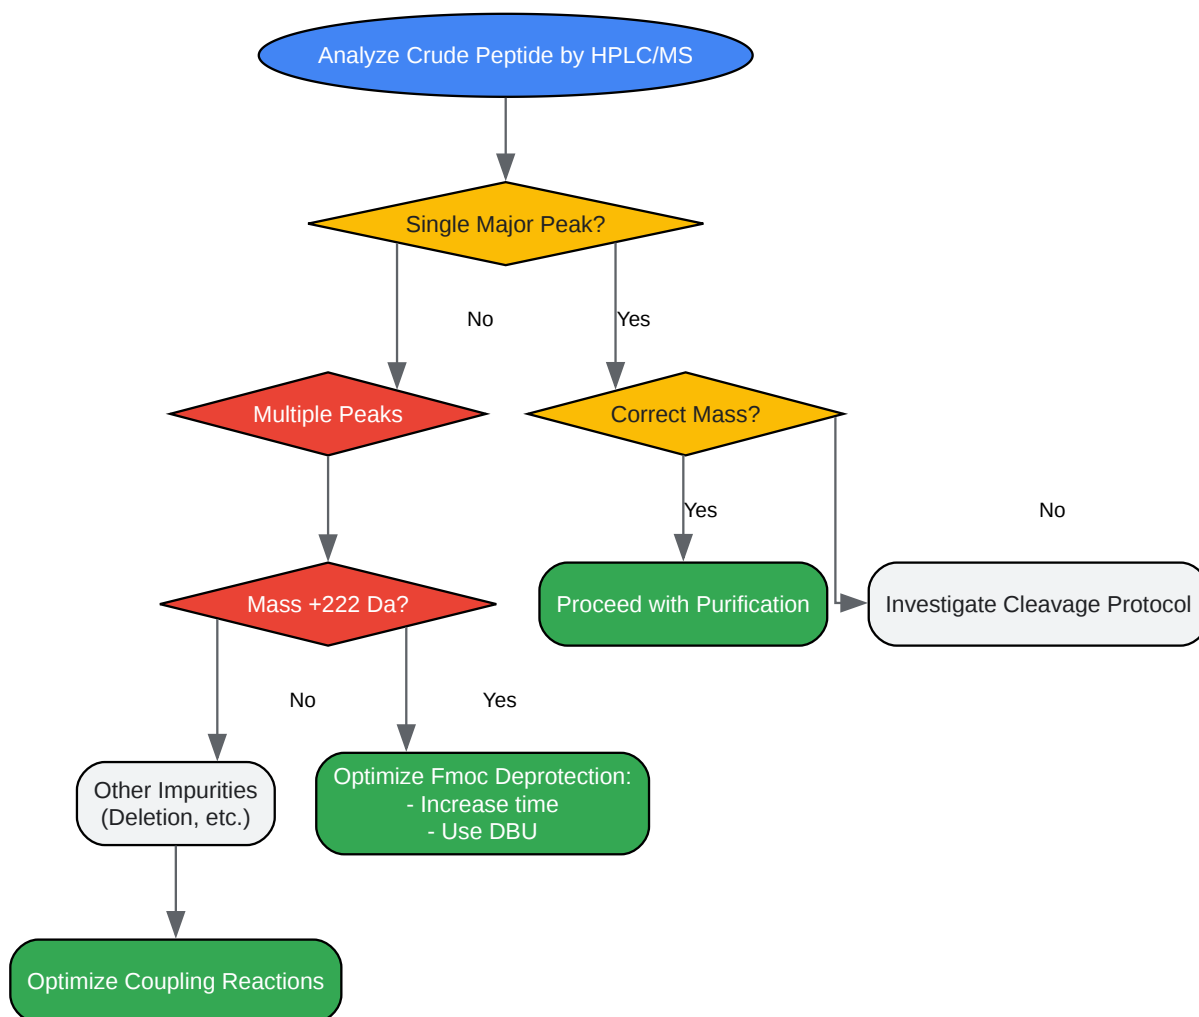 Analyze Crude Peptide by HPLC/MS
Single Major Peak?
No
Yes
Multiple Peaks
Correct Mass?
Yes
No
Mass +222 Da?
Proceed with Purification
Investigate Cleavage Protocol
No
Yes
Other Impurities
(Deletion, etc.)
Optimize Fmoc Deprotection:
- Increase time
- Use DBU
Optimize Coupling Reactions